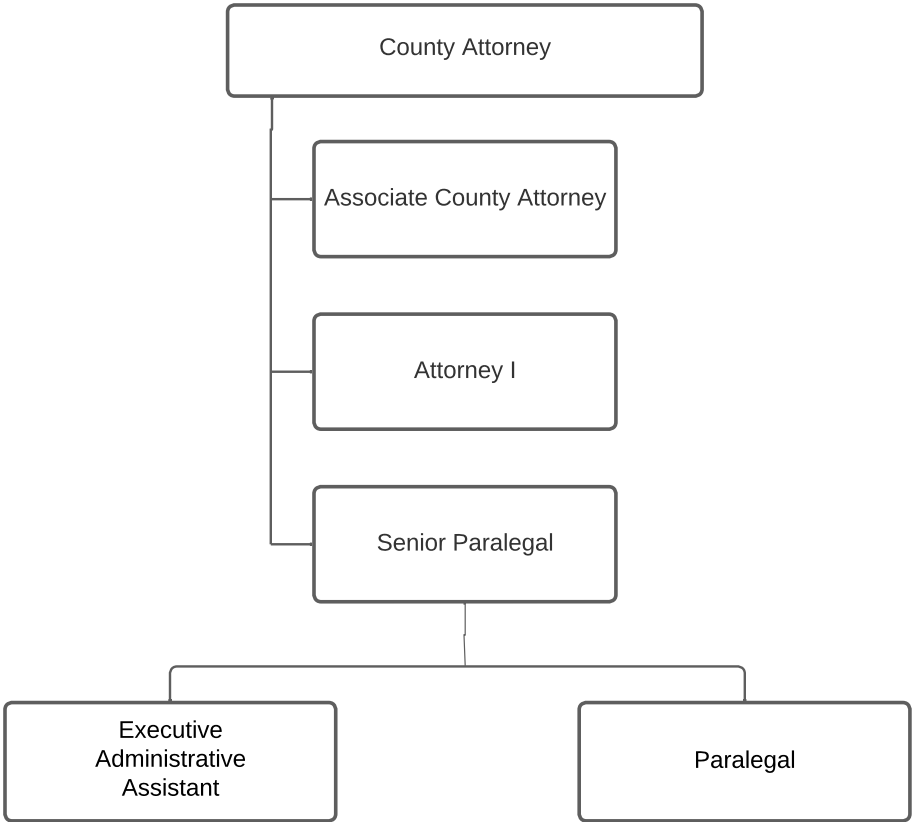 County Attorney
Associate County Attorney
Attorney I
Senior Paralegal
Executive
Administrative
Assistant
Paralegal